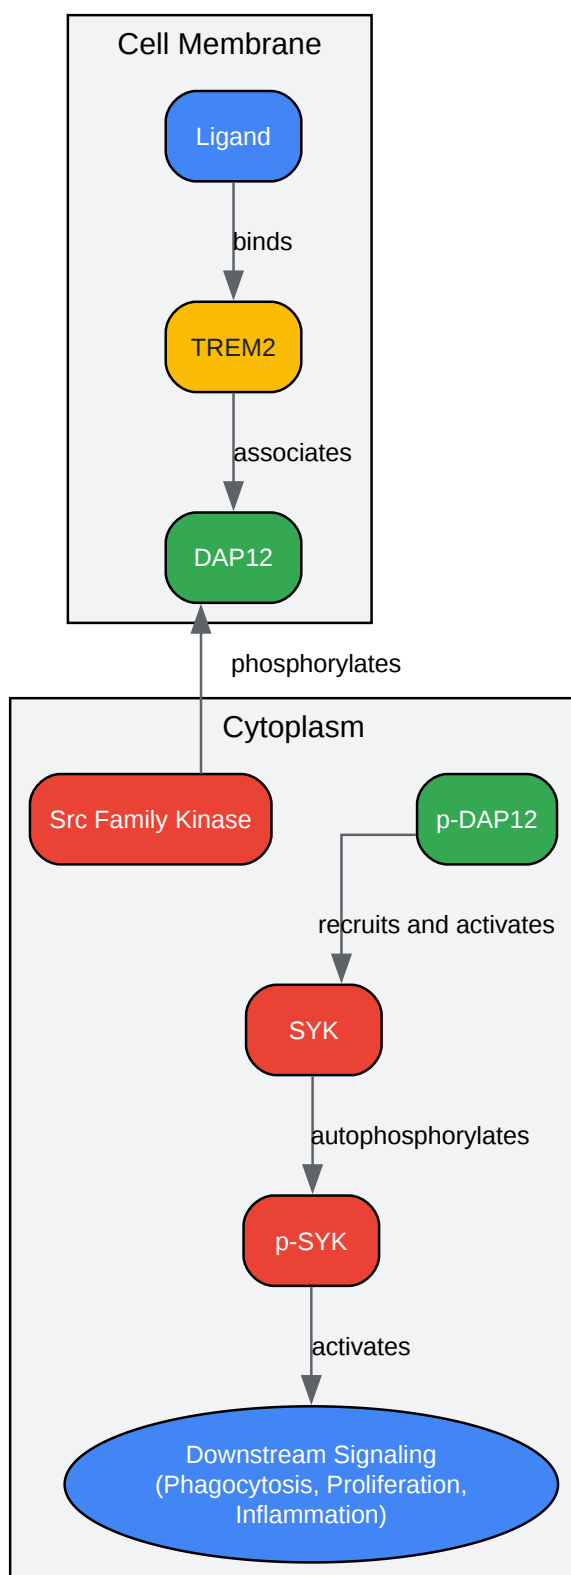 Cell Membrane
Ligand
binds
TREM2
associates
DAP12
phosphorylates
Cytoplasm
Src Family Kinase
p-DAP12
recruits and activates
SYK
autophosphorylates
p-SYK
activates
Downstream Signaling
(Phagocytosis, Proliferation,
Inflammation)